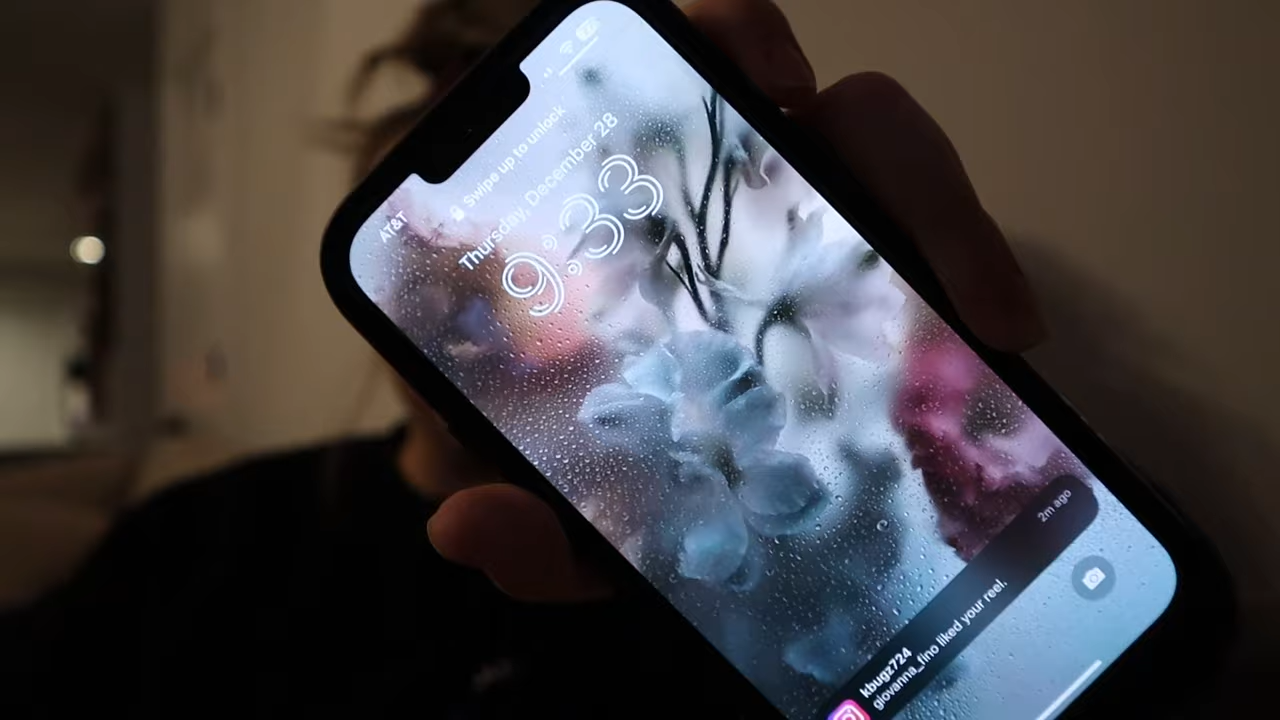 AT&T
Swipe up to unlock
Thursday, December 28
9:33
kbugz724
2m ago
giovanna_fino liked your reel.